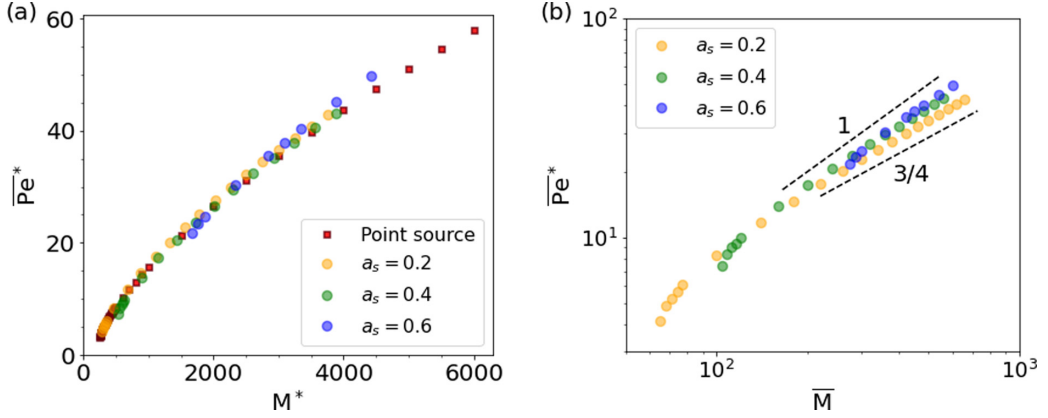 (a)
60
40
20
0
0 2000 4000 6000
Pe*
M*
Point source
a_s = 0.2
a_s = 0.4
a_s = 0.6
(b)
10^2
10^1
10^2 10^3
Pe*
M
a_s = 0.2
a_s = 0.4
a_s = 0.6
1
3/4